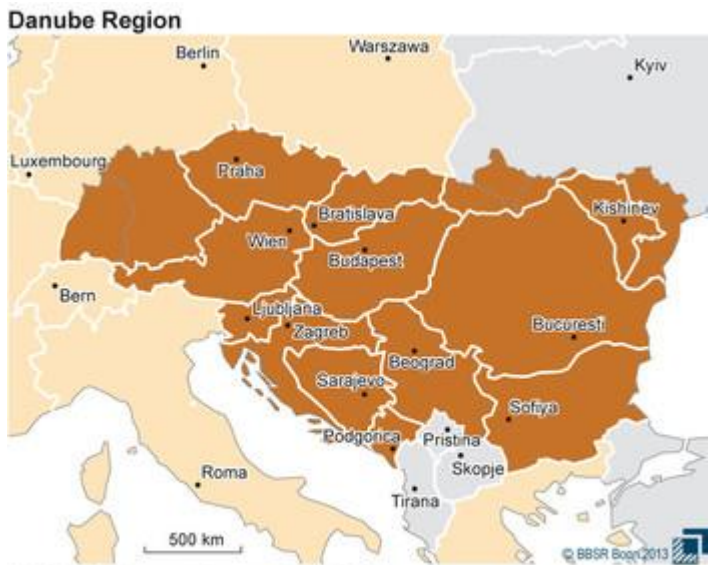 Danube Region
Warszawa
Berlin
Kyiv
Luxembourg
Praha
Kishinev
Bratislava
Wien
Budapest
Bern
Ljubljana
Zagreb
Bucuresti
Beograd
Sarajevo
Sofiya
Podgorica
Pristina
Skopje
Roma
Tirana
500 km
© BBSR Bonn 2013